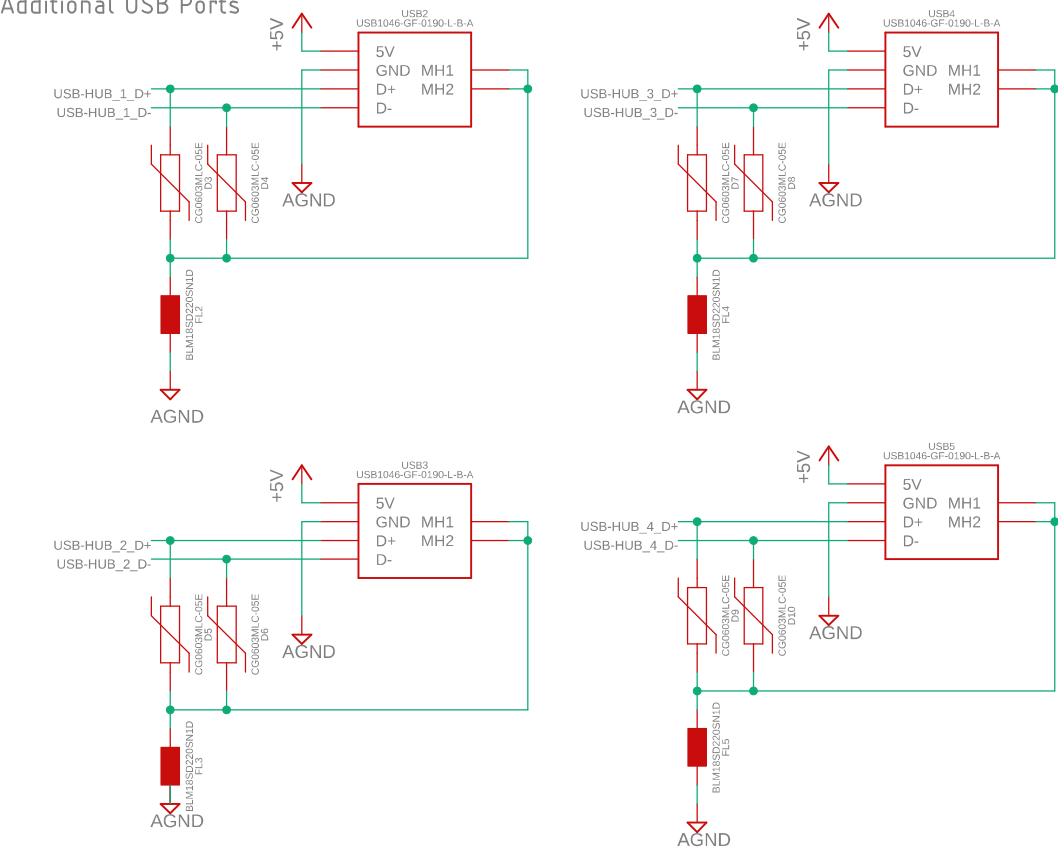 Additional USB Ports
USB2
USB1046-GF-0190-L-B-A
+5V
5V
GND MH1
D+ MH2
D-
USB-HUB_1_D+
USB-HUB_1_D-
CG0603MLC-05E
D3
CG0603MLC-05E
D4
AGND
BLM18SD220SN1D
FL2
AGND
USB4
USB1046-GF-0190-L-B-A
+5V
5V
GND MH1
D+ MH2
D-
USB-HUB_3_D+
USB-HUB_3_D-
CG0603MLC-05E
D7
CG0603MLC-05E
D8
AGND
BLM18SD220SN1D
FL4
AGND
USB3
USB1046-GF-0190-L-B-A
+5V
5V
GND MH1
D+ MH2
D-
USB-HUB_2_D+
USB-HUB_2_D-
CG0603MLC-05E
D5
CG0603MLC-05E
D6
AGND
BLM18SD220SN1D
FL3
AGND
USB5
USB1046-GF-0190-L-B-A
+5V
5V
GND MH1
D+ MH2
D-
USB-HUB_4_D+
USB-HUB_4_D-
CG0603MLC-05E
D9
CG0603MLC-05E
D10
AGND
BLM18SD220SN1D
FL5
AGND